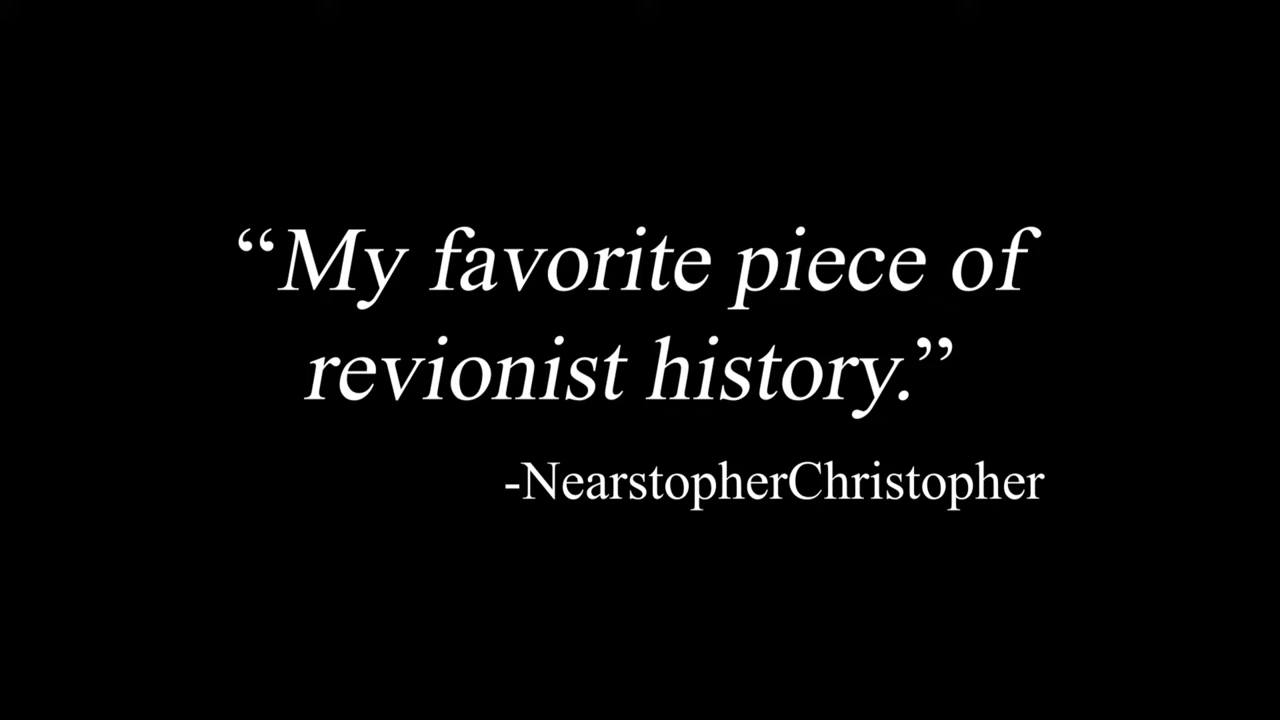 “My favorite piece of
revionist history.”
-NearstopherChristopher